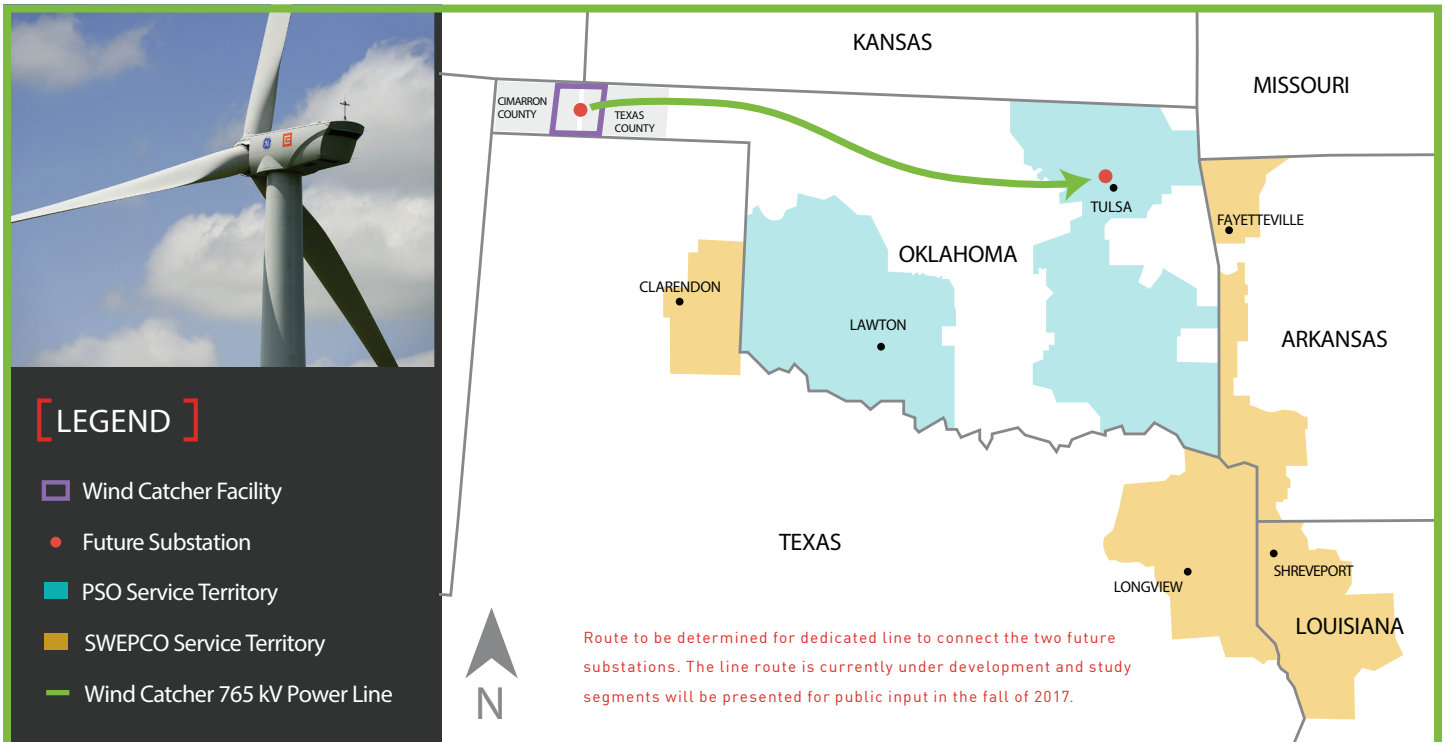 KANSAS
MISSOURI
CIMARRON
COUNTY
TEXAS
COUNTY
TULSA
FAYETTEVILLE
OKLAHOMA
CLARENDON
LAWTON
ARKANSAS
TEXAS
LONGVIEW
SHREVEPORT
LOUISIANA
[LEGEND]
Wind Catcher Facility
Future Substation
PSO Service Territory
SWEPCO Service Territory
Wind Catcher 765 kV Power Line
N
Route to be determined for dedicated line to connect the two future
substations. The line route is currently under development and study
segments will be presented for public input in the fall of 2017.